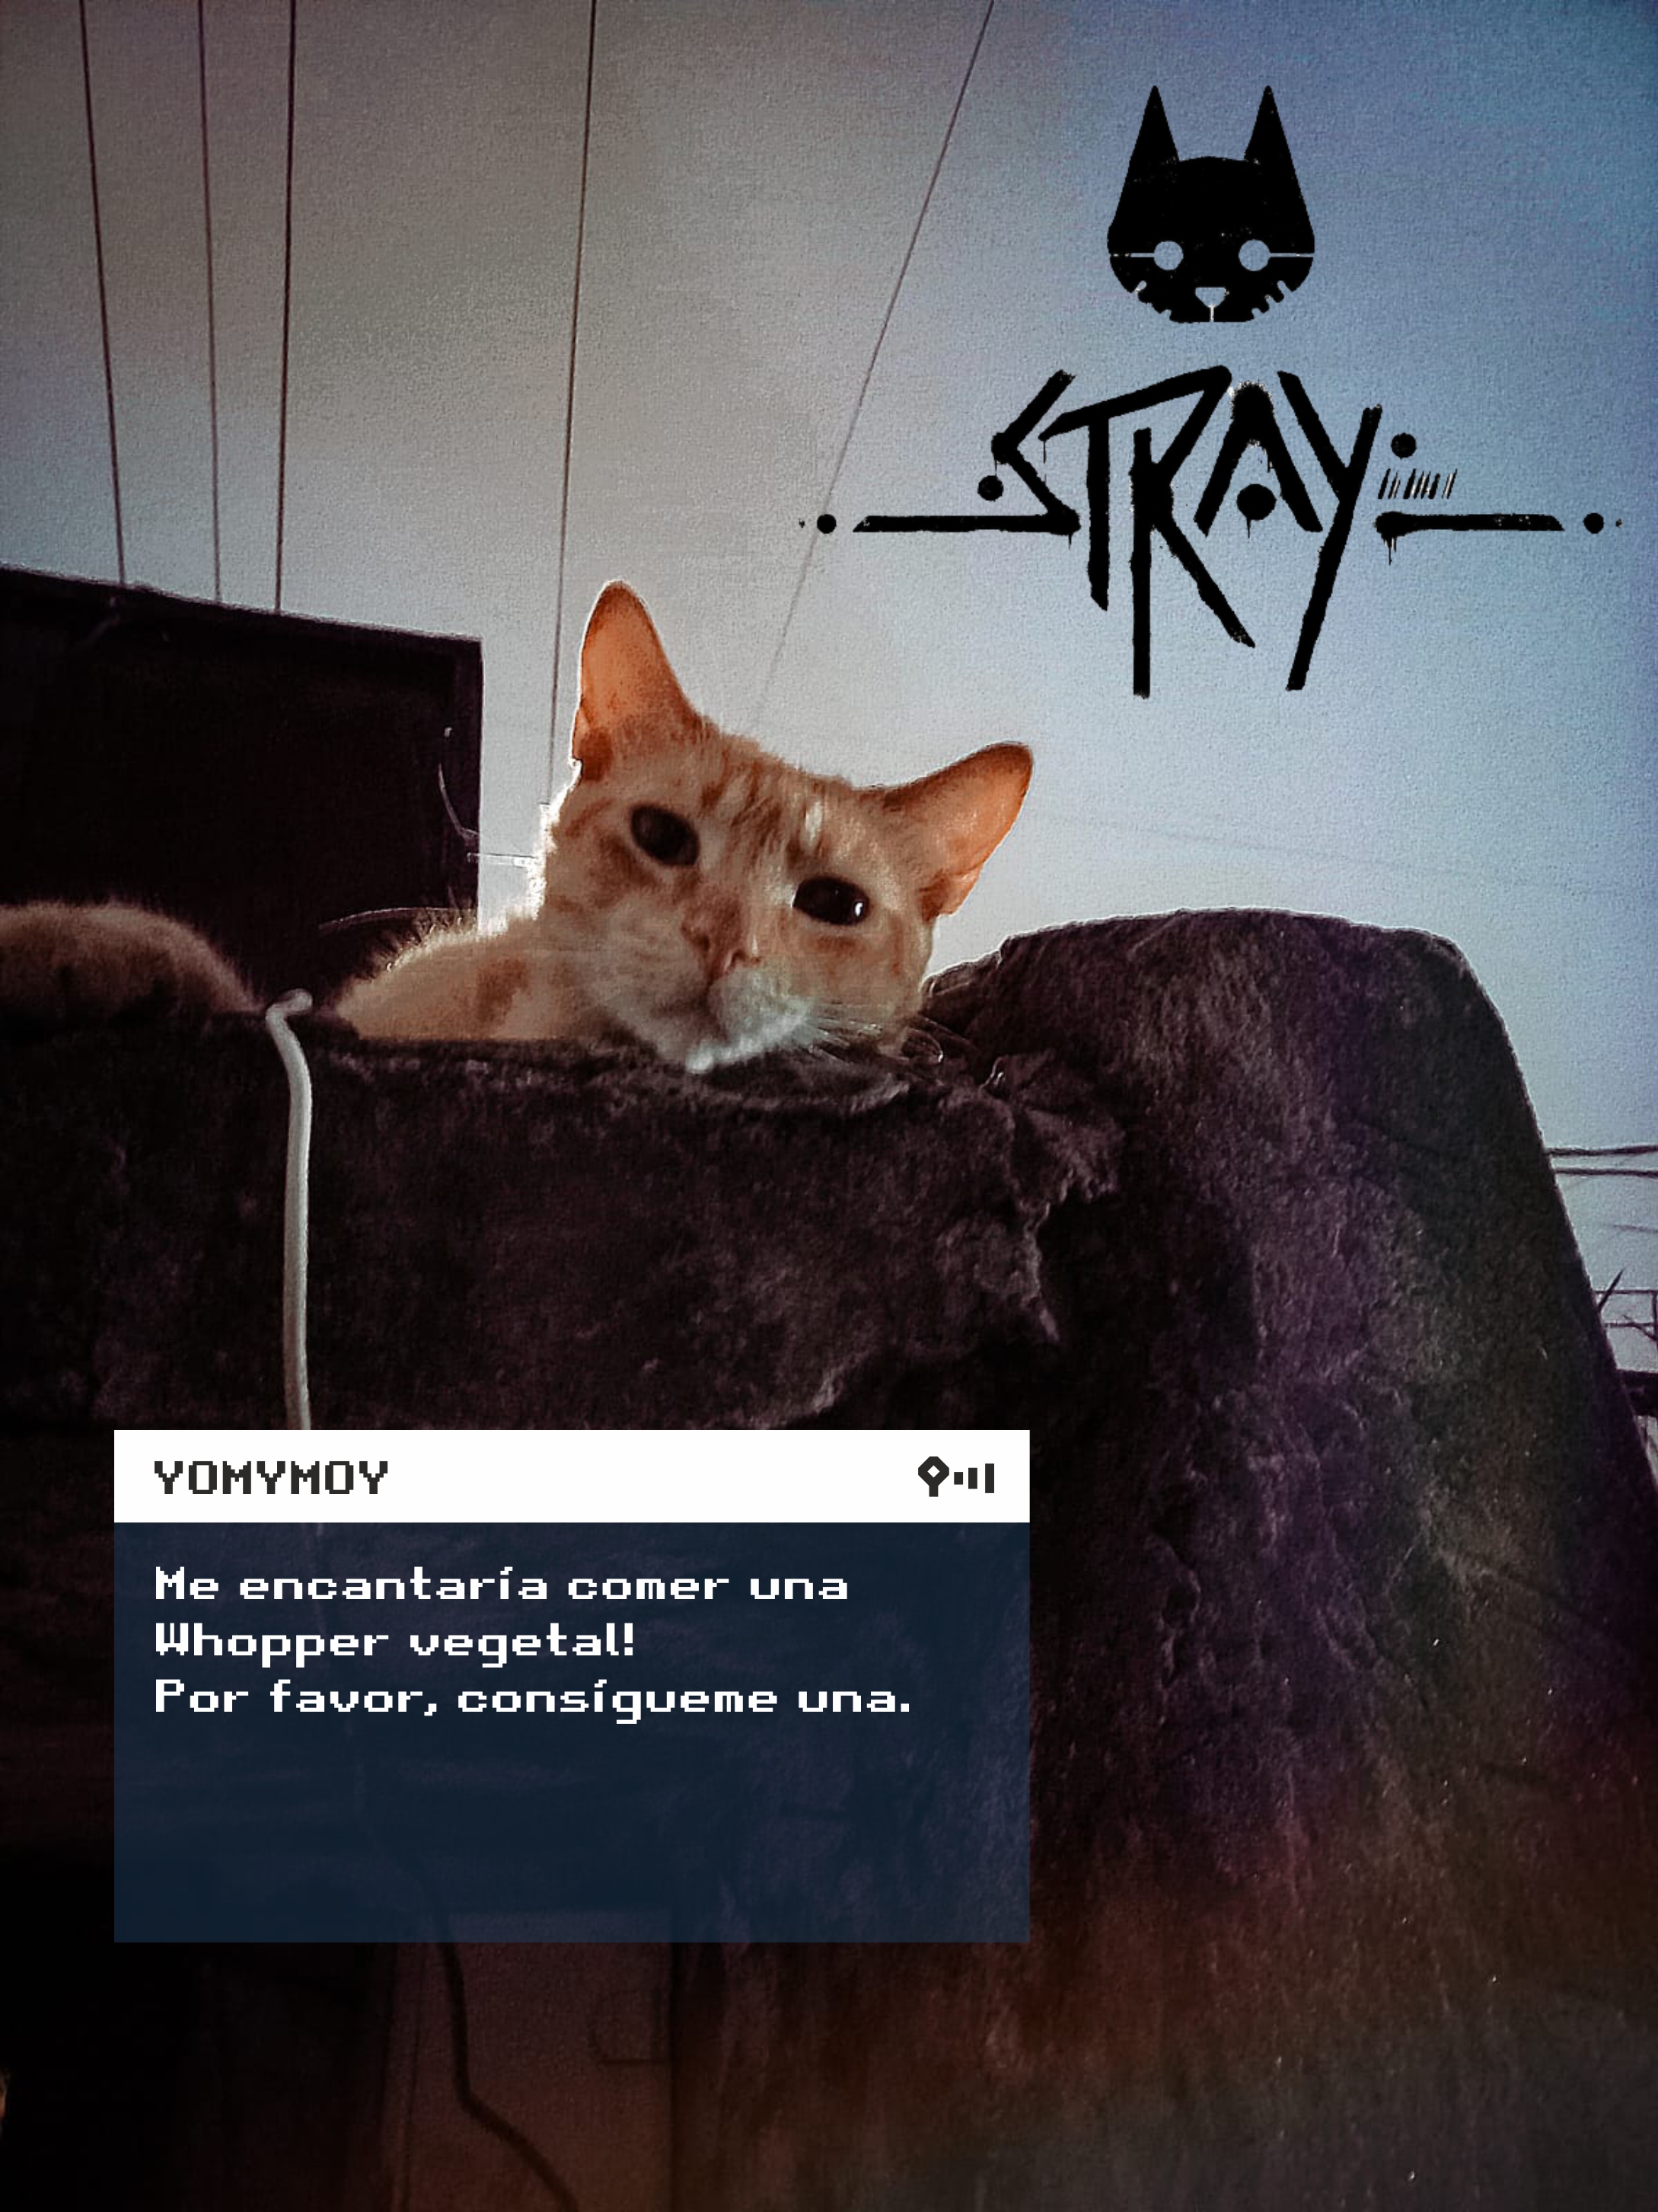 STRAY
YOMYMOY
Me encantaría comer una
Whopper vegetal!
Por favor, consígueme una.